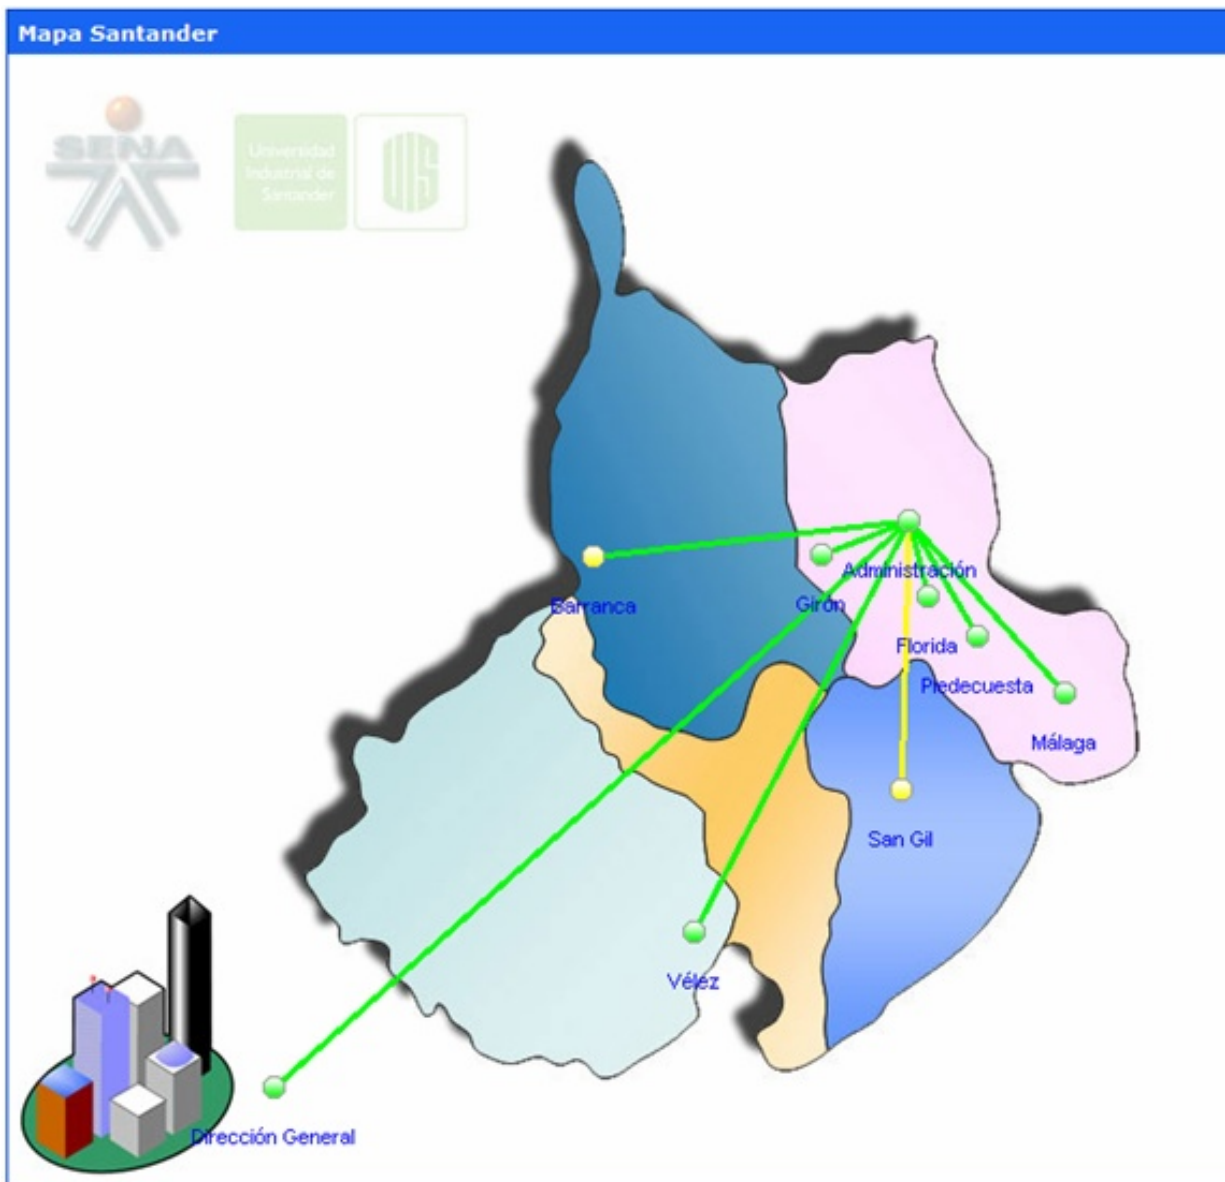 Mapa Santander
SENA
Universidad
Industrial de
Santander
UIS
Administración
Barranca
Girón
Florida
Piedecuesta
Málaga
San Gil
Vélez
Dirección General